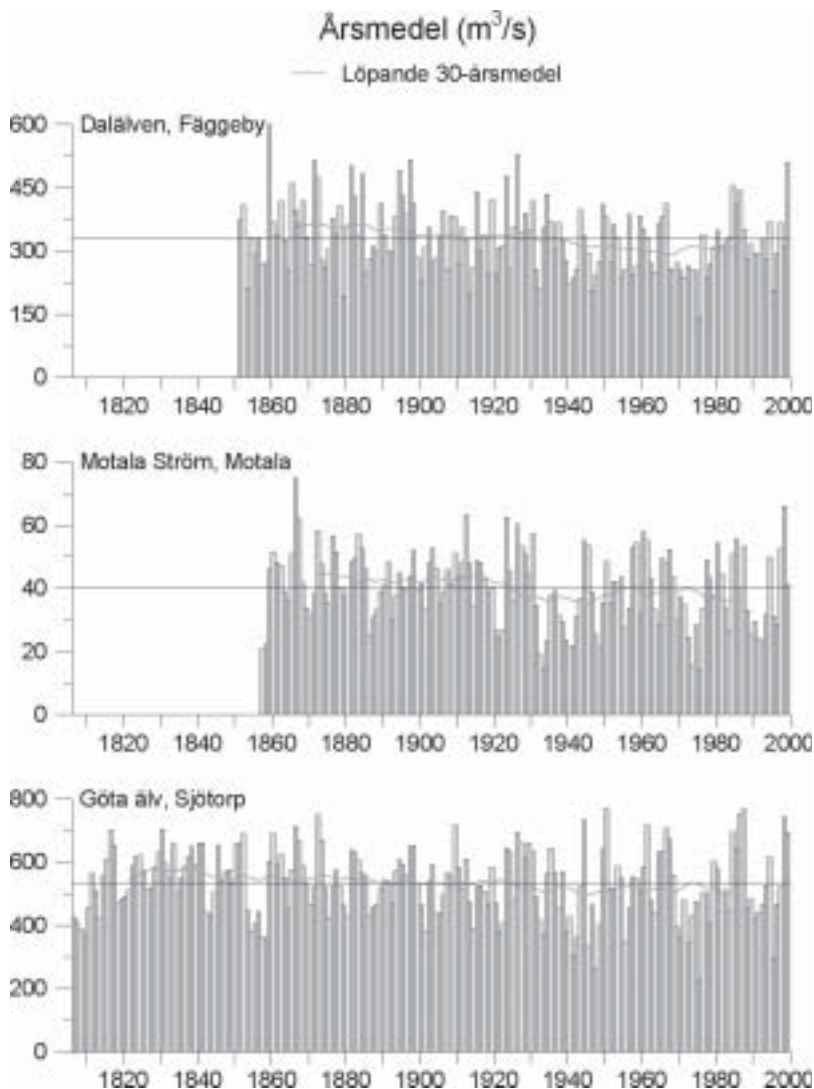 Årsmedel (m³/s)
Löpande 30-årsmedel
Dalälven, Fäggeby
600
450
300
150
0
1820 1840 1860 1880 1900 1920 1940 1960 1980 2000
Motala Ström, Motala
80
60
40
20
0
1820 1840 1860 1880 1900 1920 1940 1960 1980 2000
Göta älv, Sjötorp
800
600
400
200
0
1820 1840 1860 1880 1900 1920 1940 1960 1980 2000